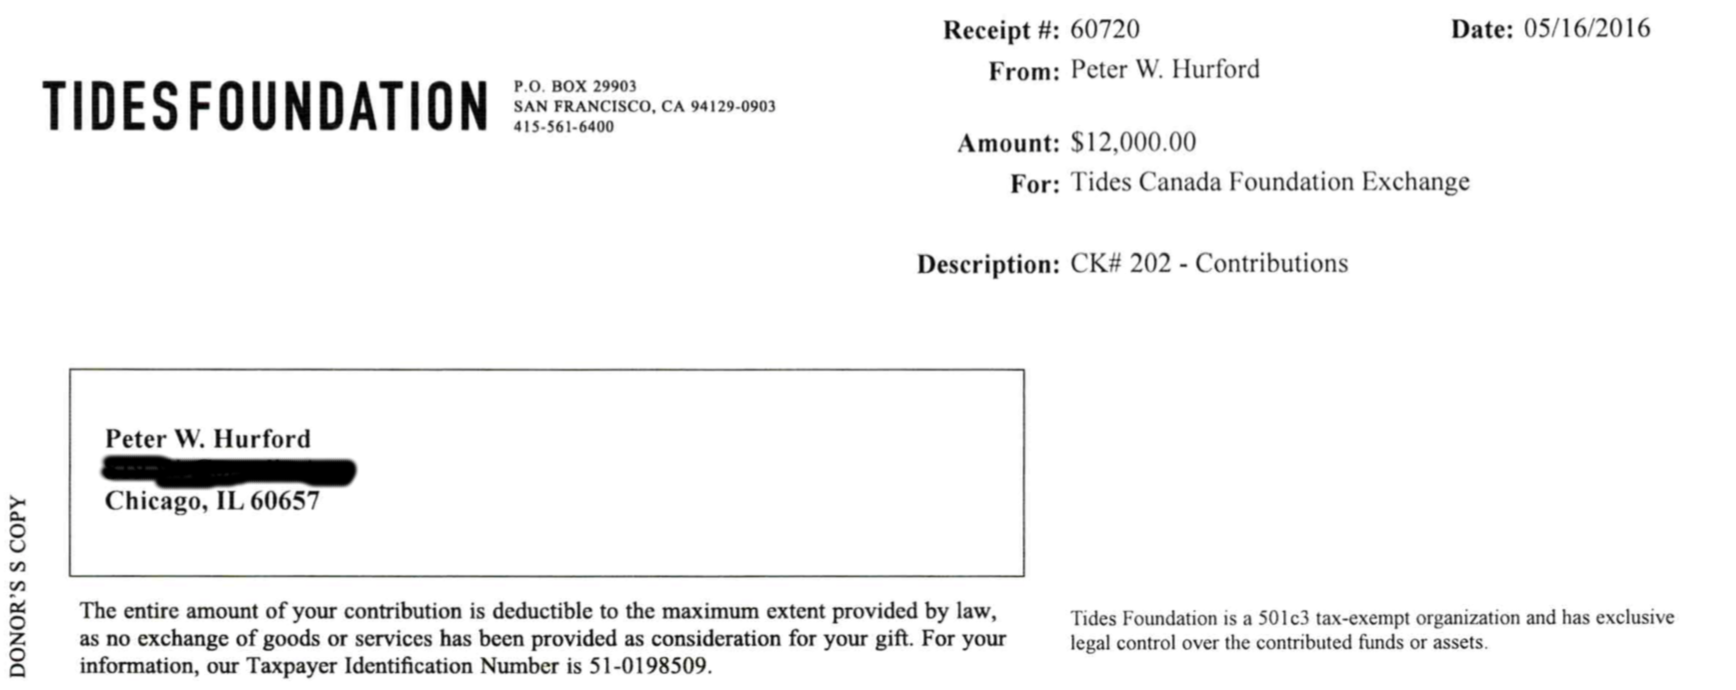 Receipt #: 60720 Date: 05/16/2016
From: Peter W. Hurford
TIDESFOUNDATION
P.O. BOX 29903
SAN FRANCISCO, CA 94129-0903
415-561-6400
Amount: $12,000.00
For: Tides Canada Foundation Exchange
Description: CK# 202 - Contributions
Peter W. Hurford
Chicago, IL 60657
DONOR'S S COPY
The entire amount of your contribution is deductible to the maximum extent provided by law,
as no exchange of goods or services has been provided as consideration for your gift. For your
information, our Taxpayer Identification Number is 51-0198509.
Tides Foundation is a 501c3 tax-exempt organization and has exclusive
legal control over the contributed funds or assets.